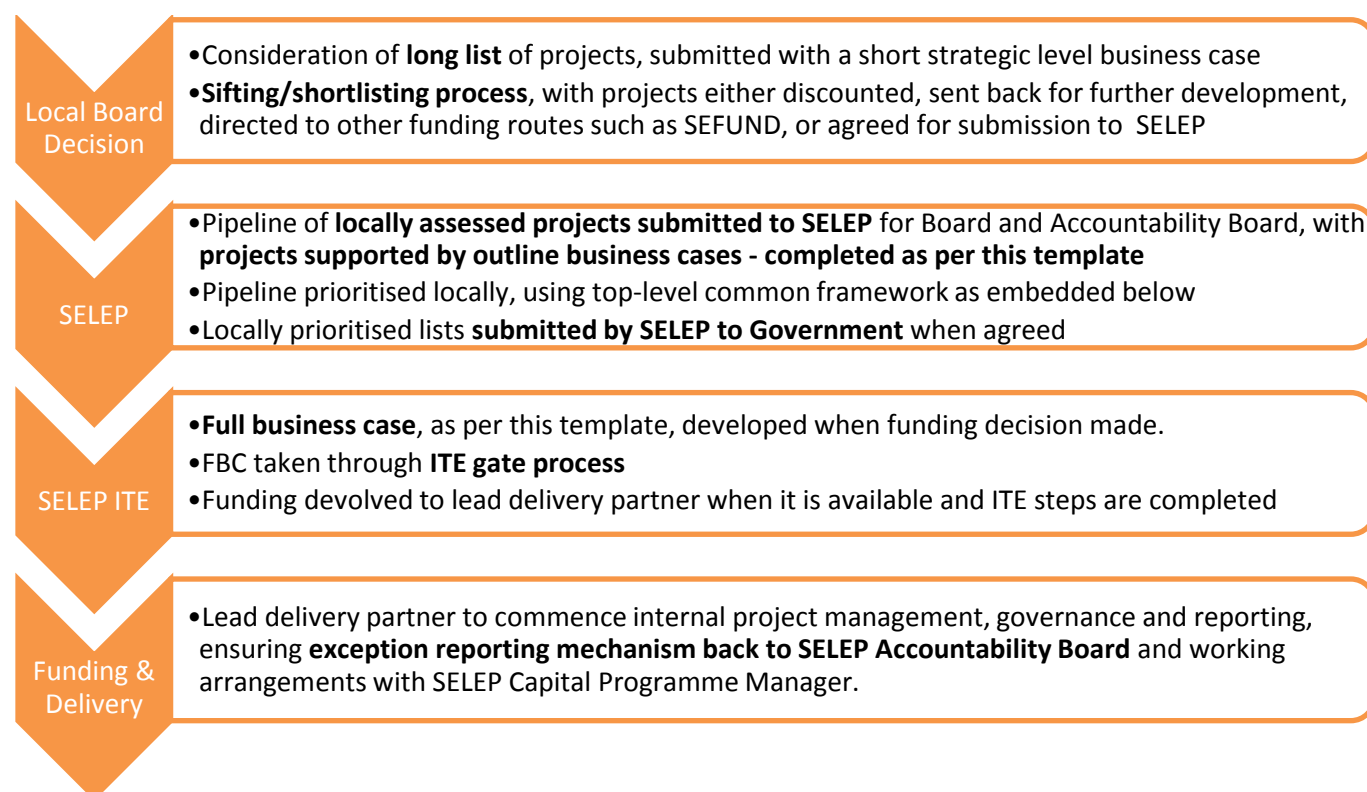 Local Board
Decision
•Consideration of long list of projects, submitted with a short strategic level business case
•Sifting/shortlisting process, with projects either discounted, sent back for further development,
directed to other funding routes such as SEFUND, or agreed for submission to SELEP
SELEP
•Pipeline of locally assessed projects submitted to SELEP for Board and Accountability Board, with
projects supported by outline business cases - completed as per this template
•Pipeline prioritised locally, using top-level common framework as embedded below
•Locally prioritised lists submitted by SELEP to Government when agreed
SELEP ITE
•Full business case, as per this template, developed when funding decision made.
•FBC taken through ITE gate process
•Funding devolved to lead delivery partner when it is available and ITE steps are completed
Funding &
Delivery
•Lead delivery partner to commence internal project management, governance and reporting,
ensuring exception reporting mechanism back to SELEP Accountability Board and working
arrangements with SELEP Capital Programme Manager.